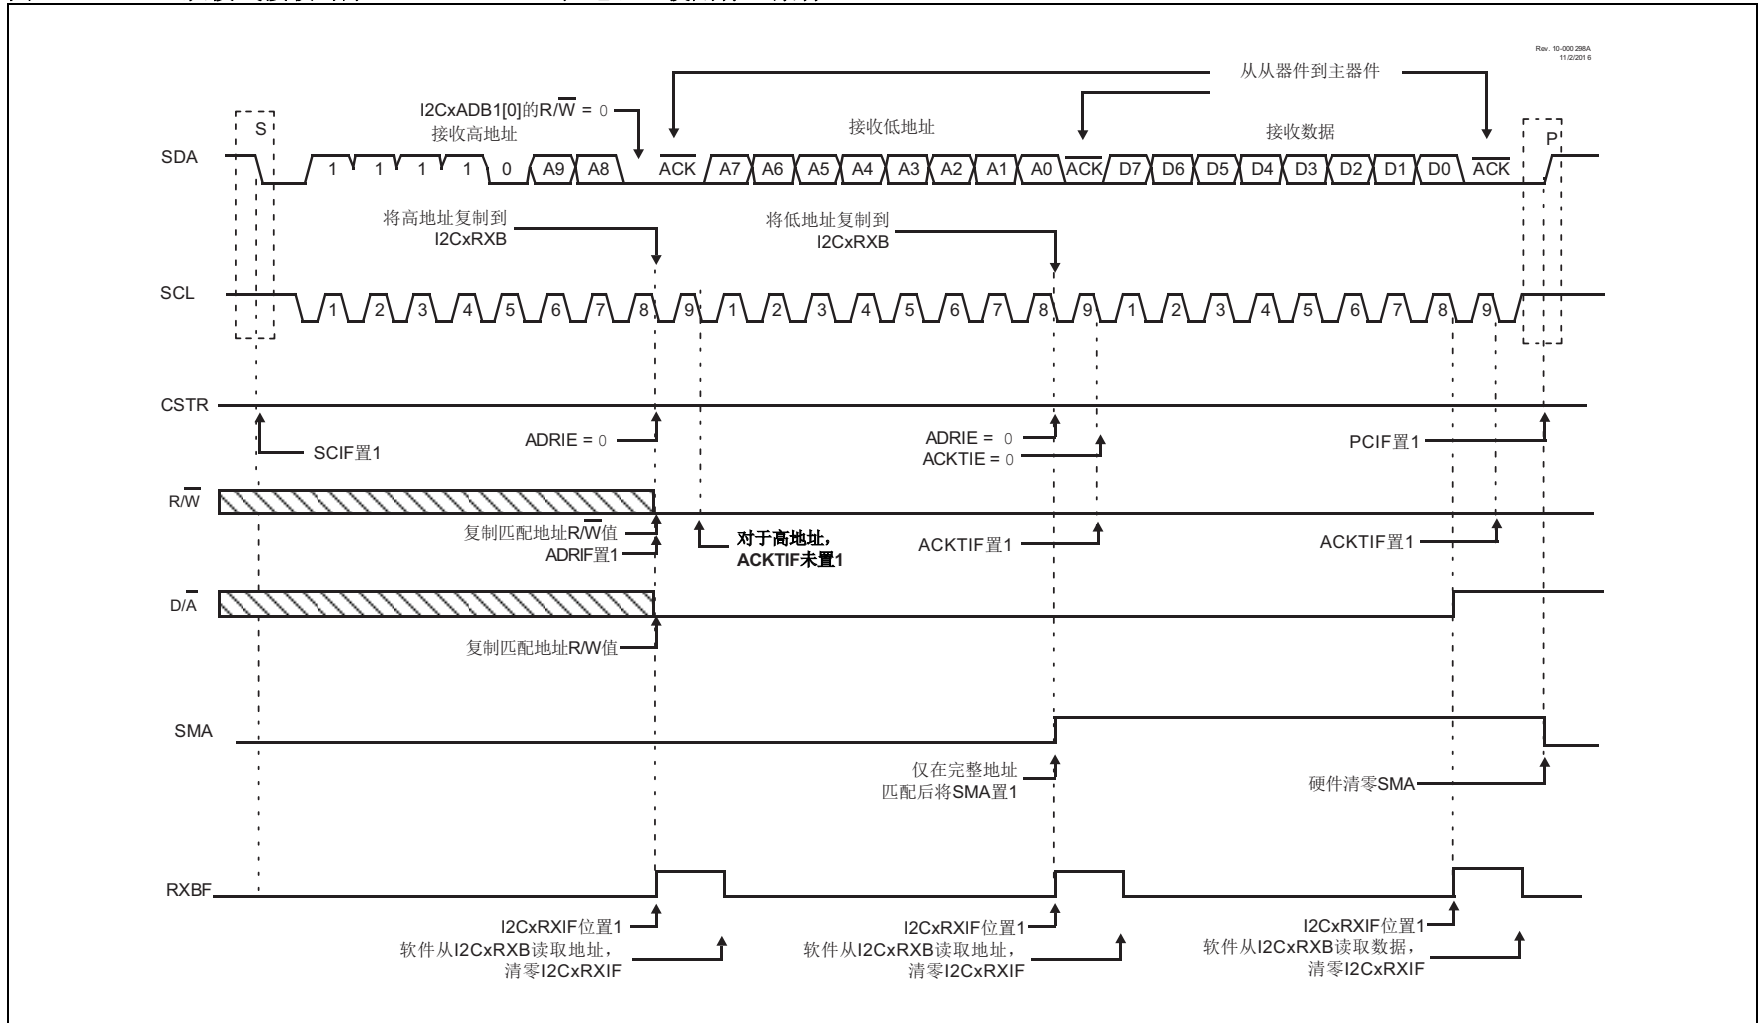 Rev. 10-000 298A
11/2/201 6
从从器件到主器件
I2CxADB1[0]的R/W = 0
接收高地址
接收低地址
接收数据
S
P
SDA
1 1 1 1 0 A9 A8 ACK A7 A6 A5 A4 A3 A2 A1 A0 ACK D7 D6 D5 D4 D3 D2 D1 D0 ACK
将高地址复制到
I2CxRXB
将低地址复制到
I2CxRXB
SCL
1 2 3 4 5 6 7 8 9 1 2 3 4 5 6 7 8 9 1 2 3 4 5 6 7 8 9
CSTR
SCIF置1
ADRIE = 0
ADRIE = 0
ACKTIE = 0
PCIF置1
R/W
复制匹配地址R/W值
ADRIF置1
对于高地址，
ACKTIF未置1
ACKTIF置1
ACKTIF置1
D/A
复制匹配地址R/W值
SMA
仅在完整地址
匹配后将SMA置1
硬件清零SMA
RXBF
I2CxRXIF位置1
软件从I2CxRXB读取地址，
清零I2CxRXIF
I2CxRXIF位置1
软件从I2CxRXB读取地址，
清零I2CxRXIF
I2CxRXIF位置1
软件从I2CxRXB读取数据，
清零I2CxRXIF